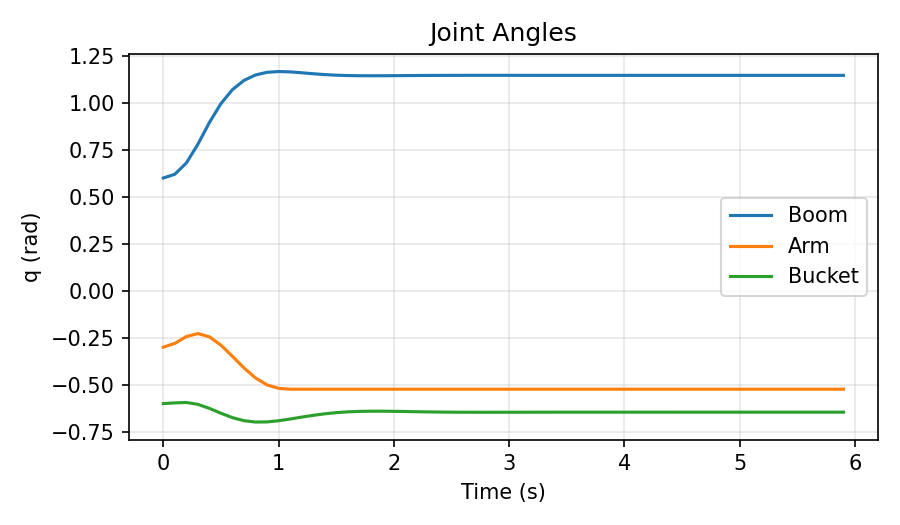 Joint Angles
1.25
1.00
0.75
0.50
0.25
0.00
−0.25
−0.50
−0.75
q (rad)
Boom
Arm
Bucket
0 1 2 3 4 5 6
Time (s)